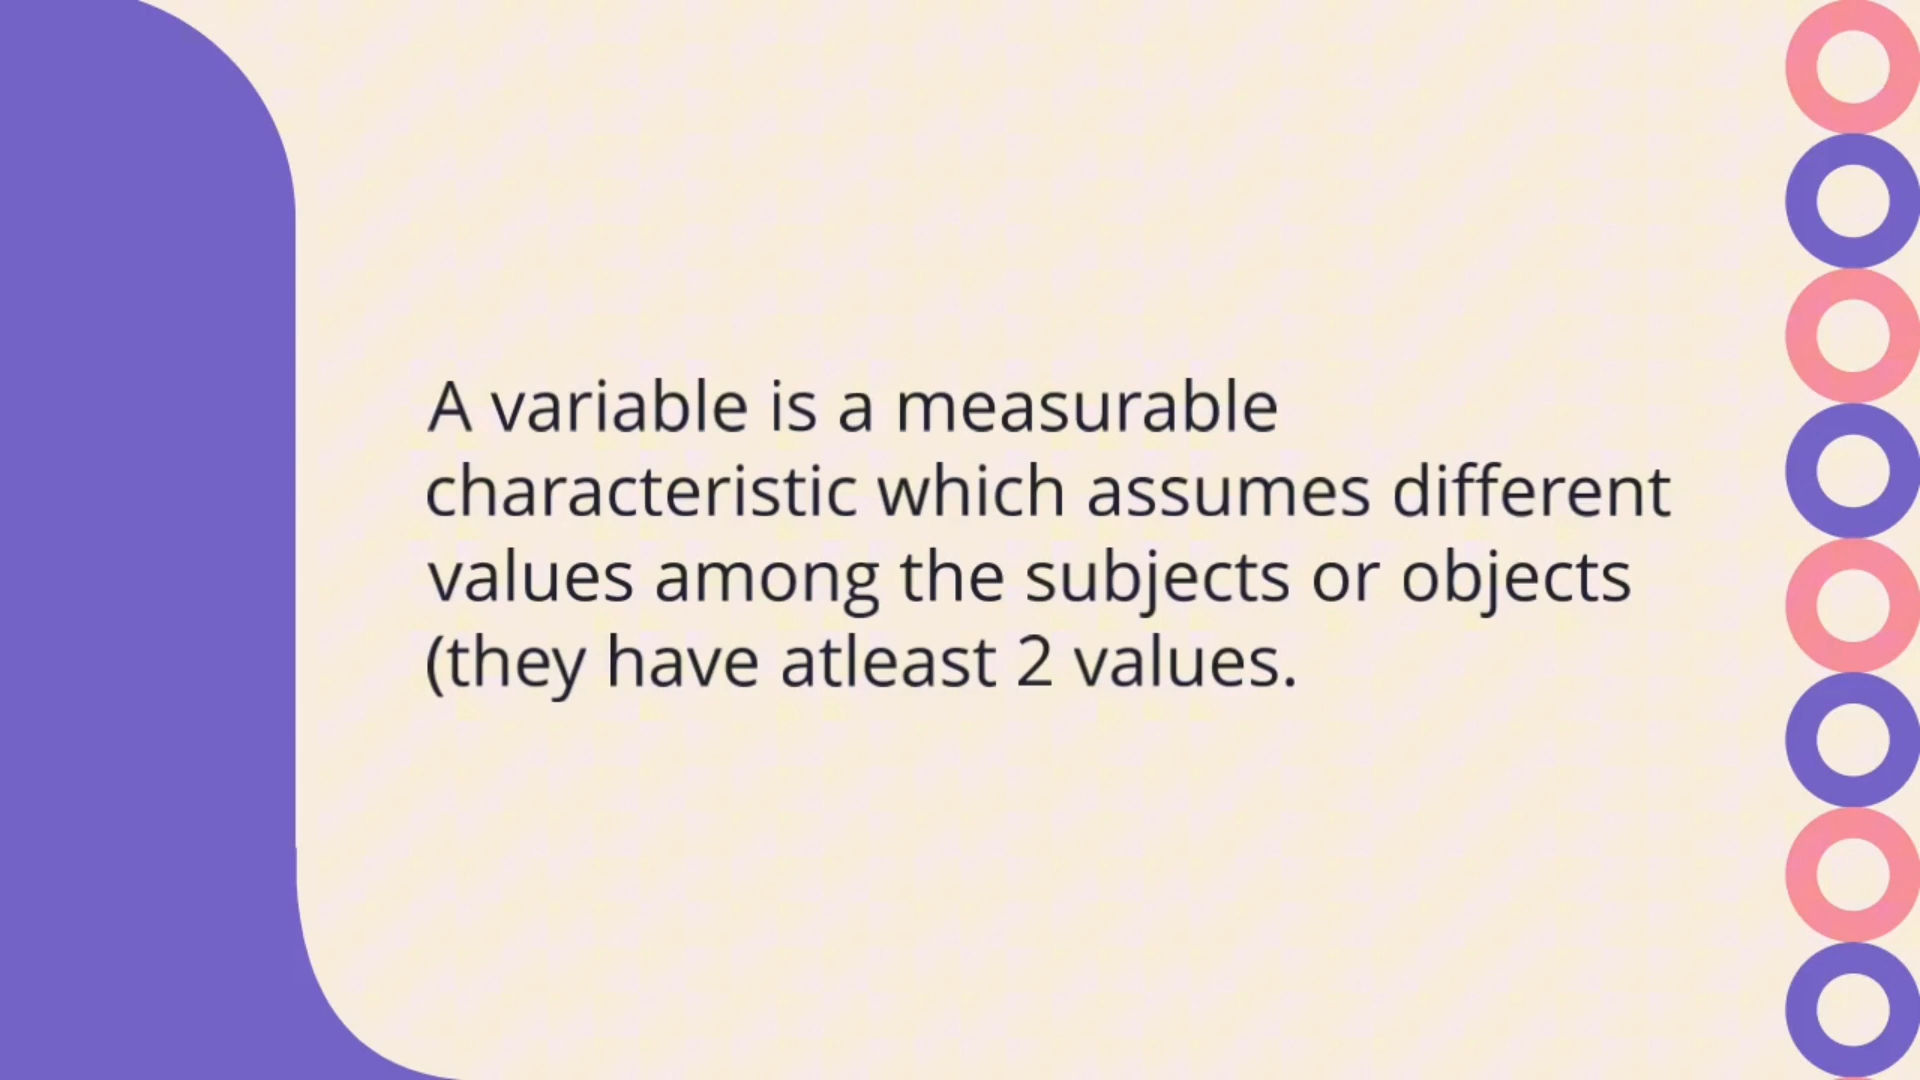 A variable is a measurable
characteristic which assumes different
values among the subjects or objects
(they have atleast 2 values.